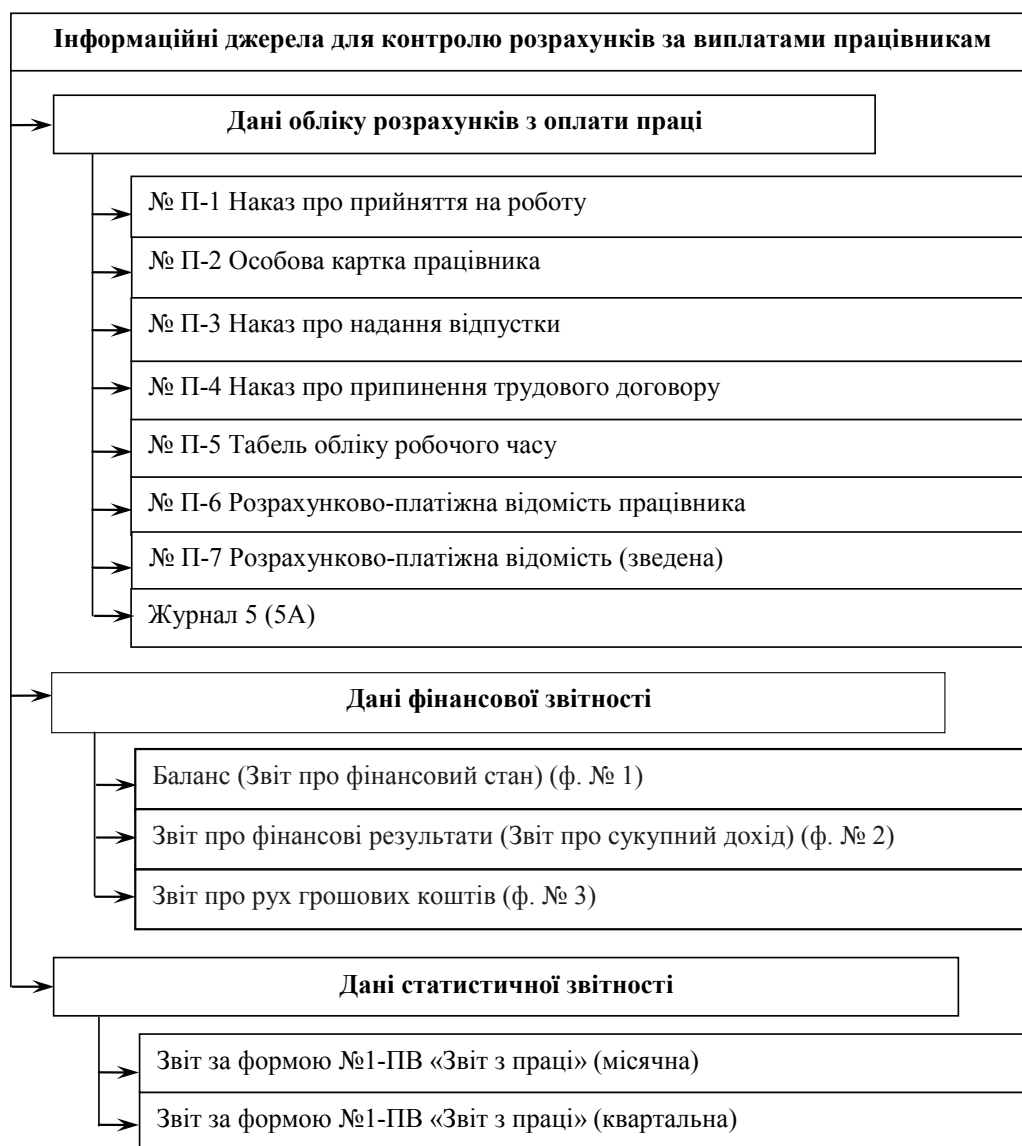 Інформаційні джерела для контролю розрахунків за виплатами працівникам
Дані обліку розрахунків з оплати праці
№ П-1 Наказ про прийняття на роботу
№ П-2 Особова картка працівника
№ П-3 Наказ про надання відпустки
№ П-4 Наказ про припинення трудового договору
№ П-5 Табель обліку робочого часу
№ П-6 Розрахунково-платіжна відомість працівника
№ П-7 Розрахунково-платіжна відомість (зведена)
Журнал 5 (5А)
Дані фінансової звітності
Баланс (Звіт про фінансовий стан) (ф. № 1)
Звіт про фінансові результати (Звіт про сукупний дохід) (ф. № 2)
Звіт про рух грошових коштів (ф. № 3)
Дані статистичної звітності
Звіт за формою №1-ПВ «Звіт з праці» (місячна)
Звіт за формою №1-ПВ «Звіт з праці» (квартальна)